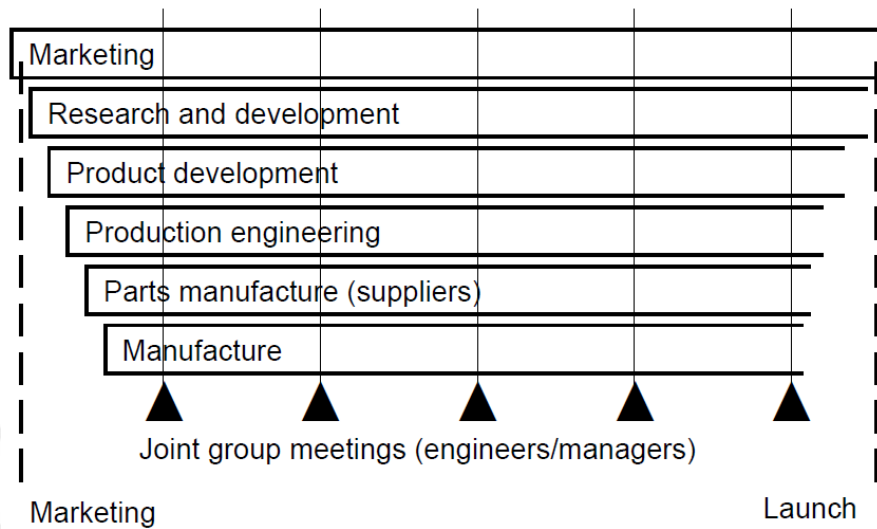 Marketing
Research and development
Product development
Production engineering
Parts manufacture (suppliers)
Manufacture
Joint group meetings (engineers/managers)
Marketing
Launch